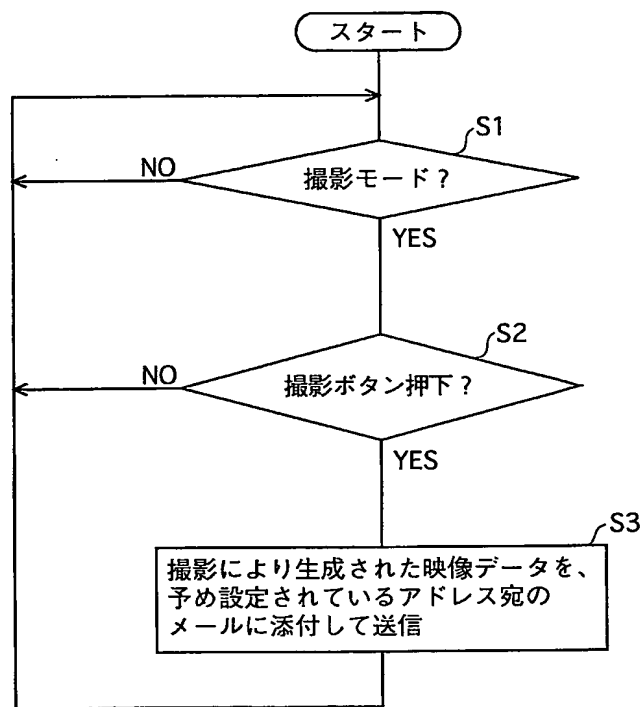 スタート
S1
撮影モード？
NO
YES
S2
撮影ボタン押下？
NO
YES
S3
撮影により生成された映像データを、
予め設定されているアドレス宛の
メールに添付して送信